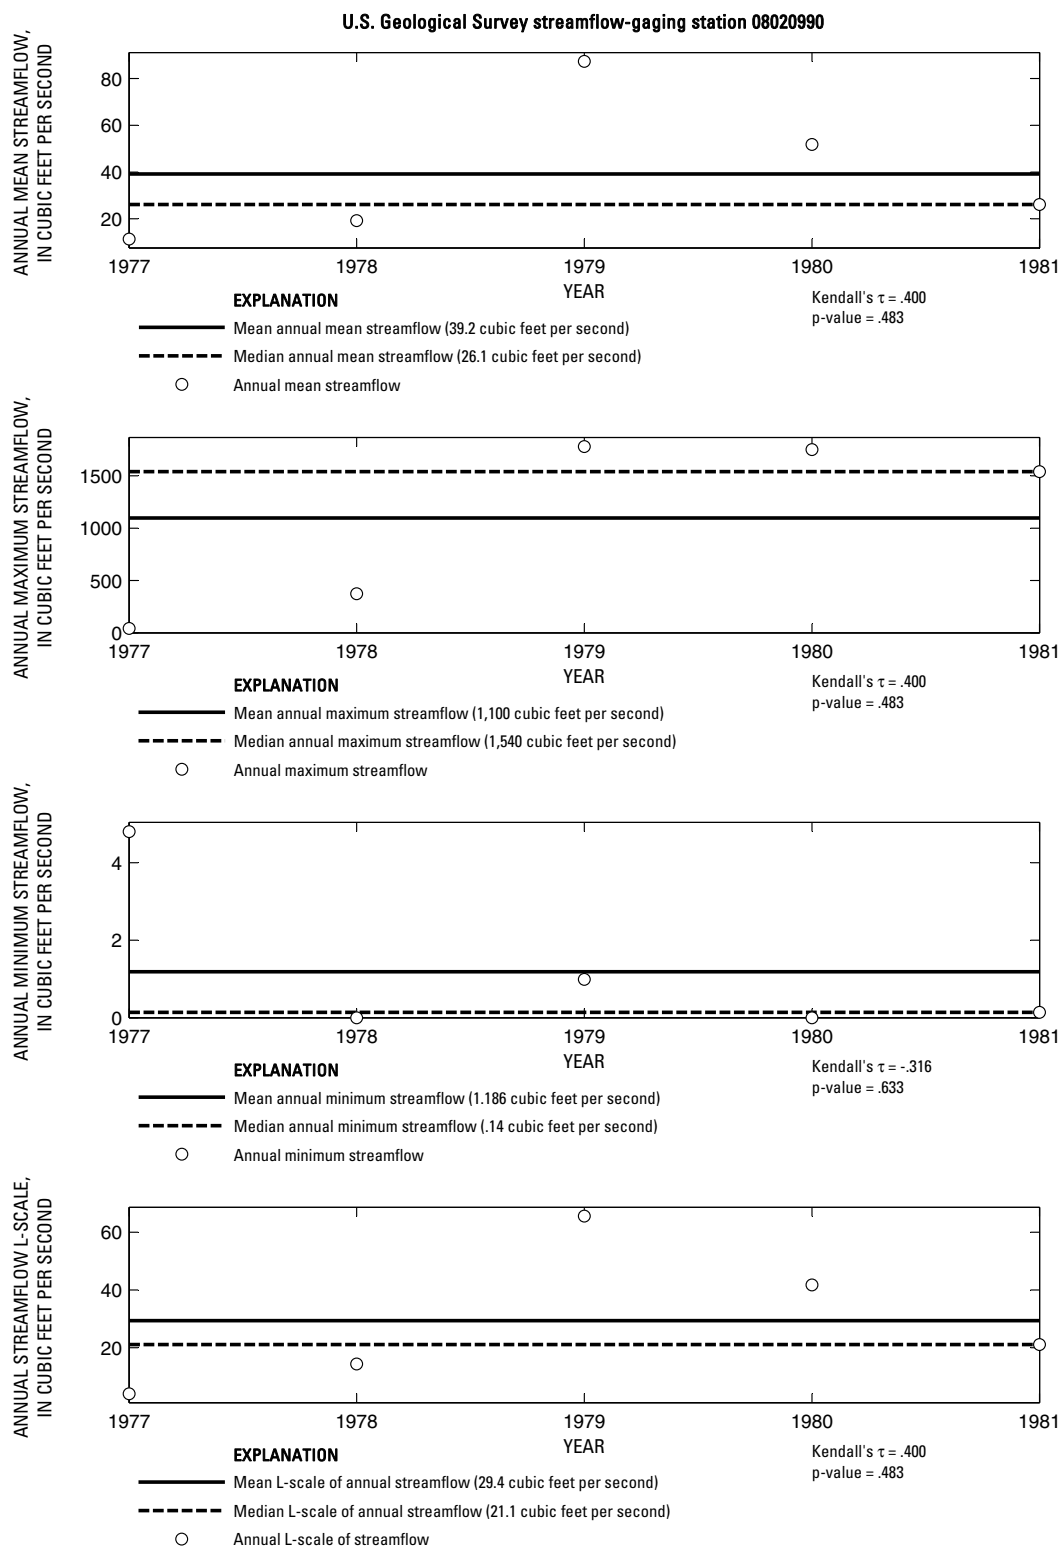 U.S. Geological Survey streamflow-gaging station 08020990
ANNUAL MEAN STREAMFLOW,
IN CUBIC FEET PER SECOND
80
60
40
20
1977 1978 1979 1980 1981
YEAR
Kendall's τ = .400
p-value = .483
EXPLANATION
Mean annual mean streamflow (39.2 cubic feet per second)
Median annual mean streamflow (26.1 cubic feet per second)
Annual mean streamflow
ANNUAL MAXIMUM STREAMFLOW,
IN CUBIC FEET PER SECOND
1500
1000
500
0
1977 1978 1979 1980 1981
YEAR
Kendall's τ = .400
p-value = .483
EXPLANATION
Mean annual maximum streamflow (1,100 cubic feet per second)
Median annual maximum streamflow (1,540 cubic feet per second)
Annual maximum streamflow
ANNUAL MINIMUM STREAMFLOW,
IN CUBIC FEET PER SECOND
4
2
0
1977 1978 1979 1980 1981
YEAR
Kendall's τ = -.316
p-value = .633
EXPLANATION
Mean annual minimum streamflow (1.186 cubic feet per second)
Median annual minimum streamflow (.14 cubic feet per second)
Annual minimum streamflow
ANNUAL STREAMFLOW L-SCALE,
IN CUBIC FEET PER SECOND
60
40
20
1977 1978 1979 1980 1981
YEAR
Kendall's τ = .400
p-value = .483
EXPLANATION
Mean L-scale of annual streamflow (29.4 cubic feet per second)
Median L-scale of annual streamflow (21.1 cubic feet per second)
Annual L-scale of streamflow